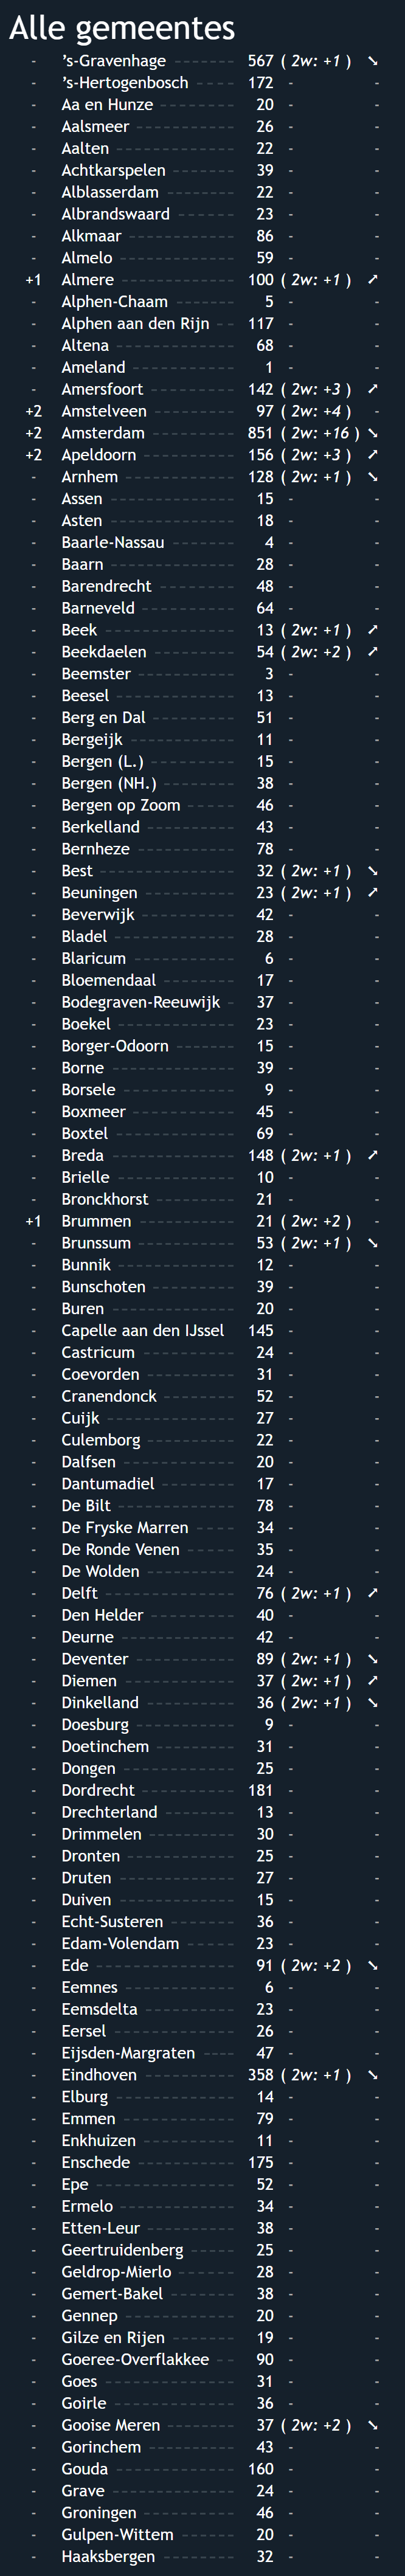 Alle gemeentes
- ’s-Gravenhage 567 ( 2w: +1 ) ➘
- ’s-Hertogenbosch 172 - -
- Aa en Hunze 20 - -
- Aalsmeer 26 - -
- Aalten 22 - -
- Achtkarspelen 39 - -
- Alblasserdam 22 - -
- Albrandswaard 23 - -
- Alkmaar 86 - -
- Almelo 59 - -
+1 Almere 100 ( 2w: +1 ) ➚
- Alphen-Chaam 5 - -
- Alphen aan den Rijn 117 - -
- Altena 68 - -
- Ameland 1 - -
- Amersfoort 142 ( 2w: +3 ) ➚
+2 Amstelveen 97 ( 2w: +4 ) -
+2 Amsterdam 851 ( 2w: +16 ) ➘
+2 Apeldoorn 156 ( 2w: +3 ) ➚
- Arnhem 128 ( 2w: +1 ) ➘
- Assen 15 - -
- Asten 18 - -
- Baarle-Nassau 4 - -
- Baarn 28 - -
- Barendrecht 48 - -
- Barneveld 64 - -
- Beek 13 ( 2w: +1 ) ➚
- Beekdaelen 54 ( 2w: +2 ) ➚
- Beemster 3 - -
- Beesel 13 - -
- Berg en Dal 51 - -
- Bergeijk 11 - -
- Bergen (L.) 15 - -
- Bergen (NH.) 38 - -
- Bergen op Zoom 46 - -
- Berkelland 43 - -
- Bernheze 78 - -
- Best 32 ( 2w: +1 ) ➘
- Beuningen 23 ( 2w: +1 ) ➚
- Beverwijk 42 - -
- Bladel 28 - -
- Blaricum 6 - -
- Bloemendaal 17 - -
- Bodegraven-Reeuwijk 37 - -
- Boekel 23 - -
- Borger-Odoorn 15 - -
- Borne 39 - -
- Borsele 9 - -
- Boxmeer 45 - -
- Boxtel 69 - -
- Breda 148 ( 2w: +1 ) ➚
- Brielle 10 - -
- Bronckhorst 21 - -
+1 Brummen 21 ( 2w: +2 ) -
- Brunssum 53 ( 2w: +1 ) ➘
- Bunnik 12 - -
- Bunschoten 39 - -
- Buren 20 - -
- Capelle aan den IJssel 145 - -
- Castricum 24 - -
- Coevorden 31 - -
- Cranendonck 52 - -
- Cuijk 27 - -
- Culemborg 22 - -
- Dalfsen 20 - -
- Dantumadiel 17 - -
- De Bilt 78 - -
- De Fryske Marren 34 - -
- De Ronde Venen 35 - -
- De Wolden 24 - -
- Delft 76 ( 2w: +1 ) ➚
- Den Helder 40 - -
- Deurne 42 - -
- Deventer 89 ( 2w: +1 ) ➘
- Diemen 37 ( 2w: +1 ) ➚
- Dinkelland 36 ( 2w: +1 ) ➘
- Doesburg 9 - -
- Doetinchem 31 - -
- Dongen 25 - -
- Dordrecht 181 - -
- Drechterland 13 - -
- Drimmelen 30 - -
- Dronten 25 - -
- Druten 27 - -
- Duiven 15 - -
- Echt-Susteren 36 - -
- Edam-Volendam 23 - -
- Ede 91 ( 2w: +2 ) ➘
- Eemnes 6 - -
- Eemsdelta 23 - -
- Eersel 26 - -
- Eijsden-Margraten 47 - -
- Eindhoven 358 ( 2w: +1 ) ➘
- Elburg 14 - -
- Emmen 79 - -
- Enkhuizen 11 - -
- Enschede 175 - -
- Epe 52 - -
- Ermelo 34 - -
- Etten-Leur 38 - -
- Geertruidenberg 25 - -
- Geldrop-Mierlo 28 - -
- Gemert-Bakel 38 - -
- Gennep 20 - -
- Gilze en Rijen 19 - -
- Goeree-Overflakkee 90 - -
- Goes 31 - -
- Goirle 36 - -
- Gooise Meren 37 ( 2w: +2 ) ➘
- Gorinchem 43 - -
- Gouda 160 - -
- Grave 24 - -
- Groningen 46 - -
- Gulpen-Wittem 20 - -
- Haaksbergen 32 - -